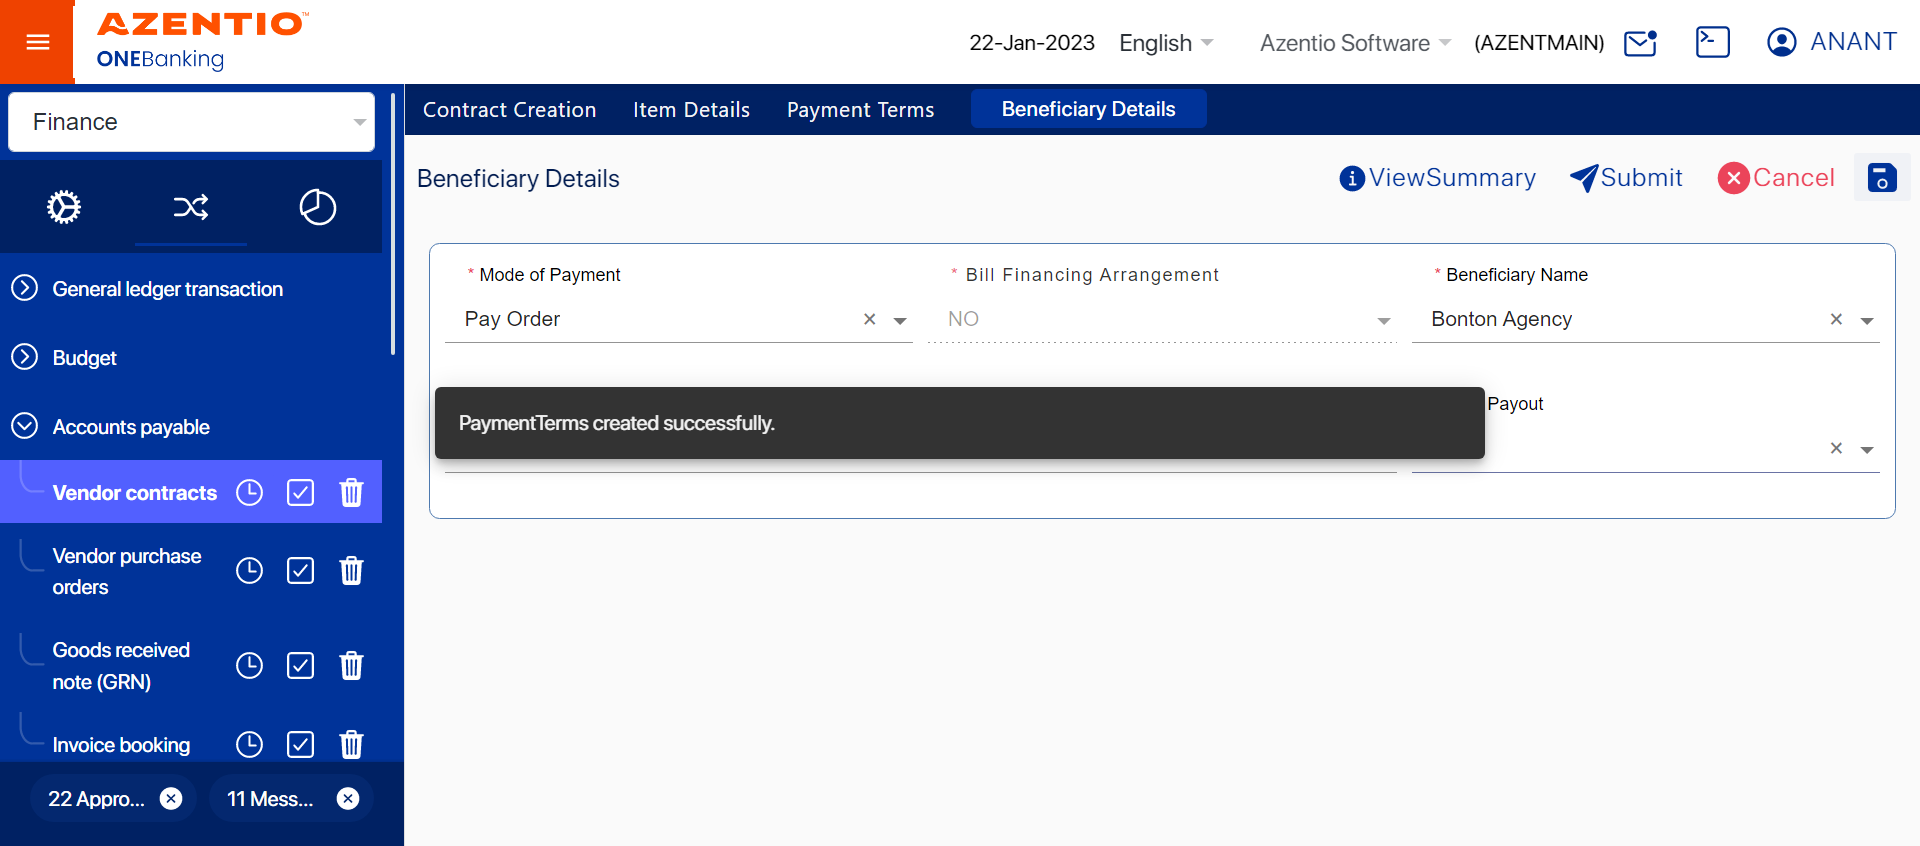 AZENTIO™
ONEBanking
22-Jan-2023 English Azentio Software (AZENTMAIN) ANANT
Finance
Contract Creation Item Details Payment Terms Beneficiary Details
Beneficiary Details
ViewSummary Submit Cancel
* Mode of Payment * Bill Financing Arrangement * Beneficiary Name
Pay Order NO Bonton Agency
Payout
PaymentTerms created successfully.
General ledger transaction
Budget
Accounts payable
Vendor contracts
Vendor purchase
orders
Goods received
note (GRN)
Invoice booking
22 Appro...
11 Mess...